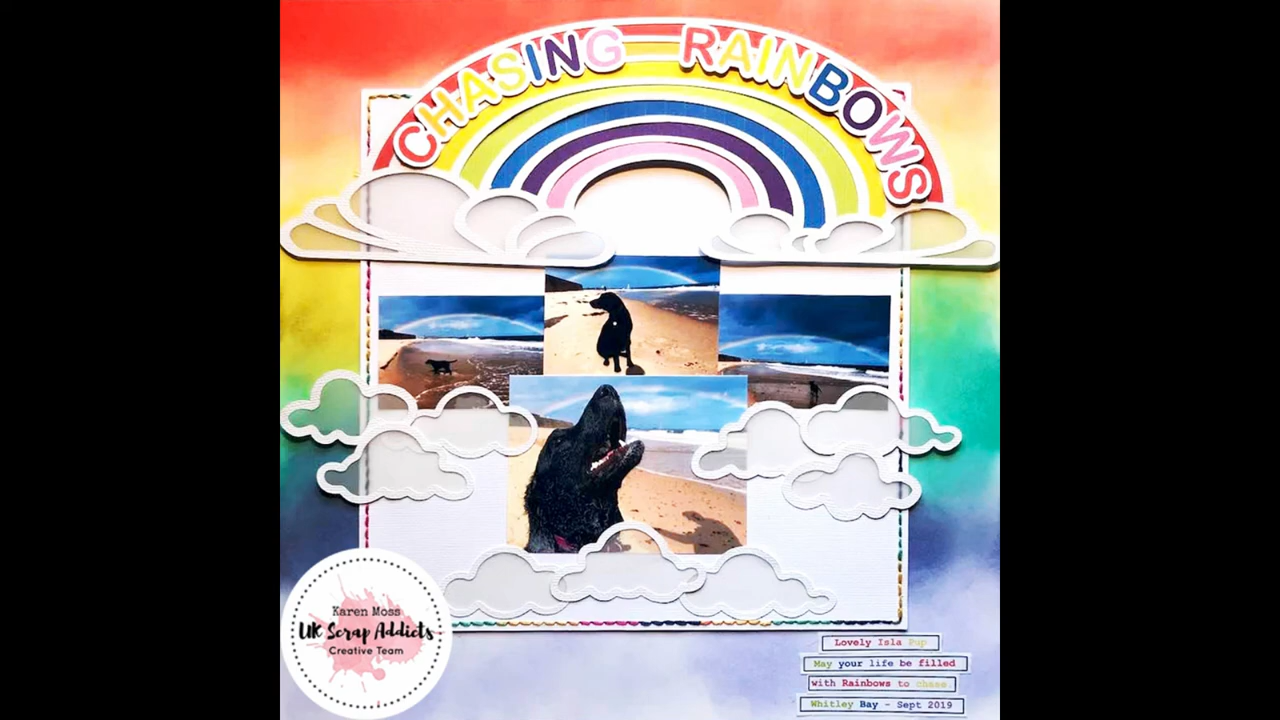 CHASING RAINBOWS
Karen Moss
UK Scrap Addicts
Creative Team
Lovely Isla Pup
May your life be filled
with Rainbows to chase.
Whitley Bay - Sept 2019